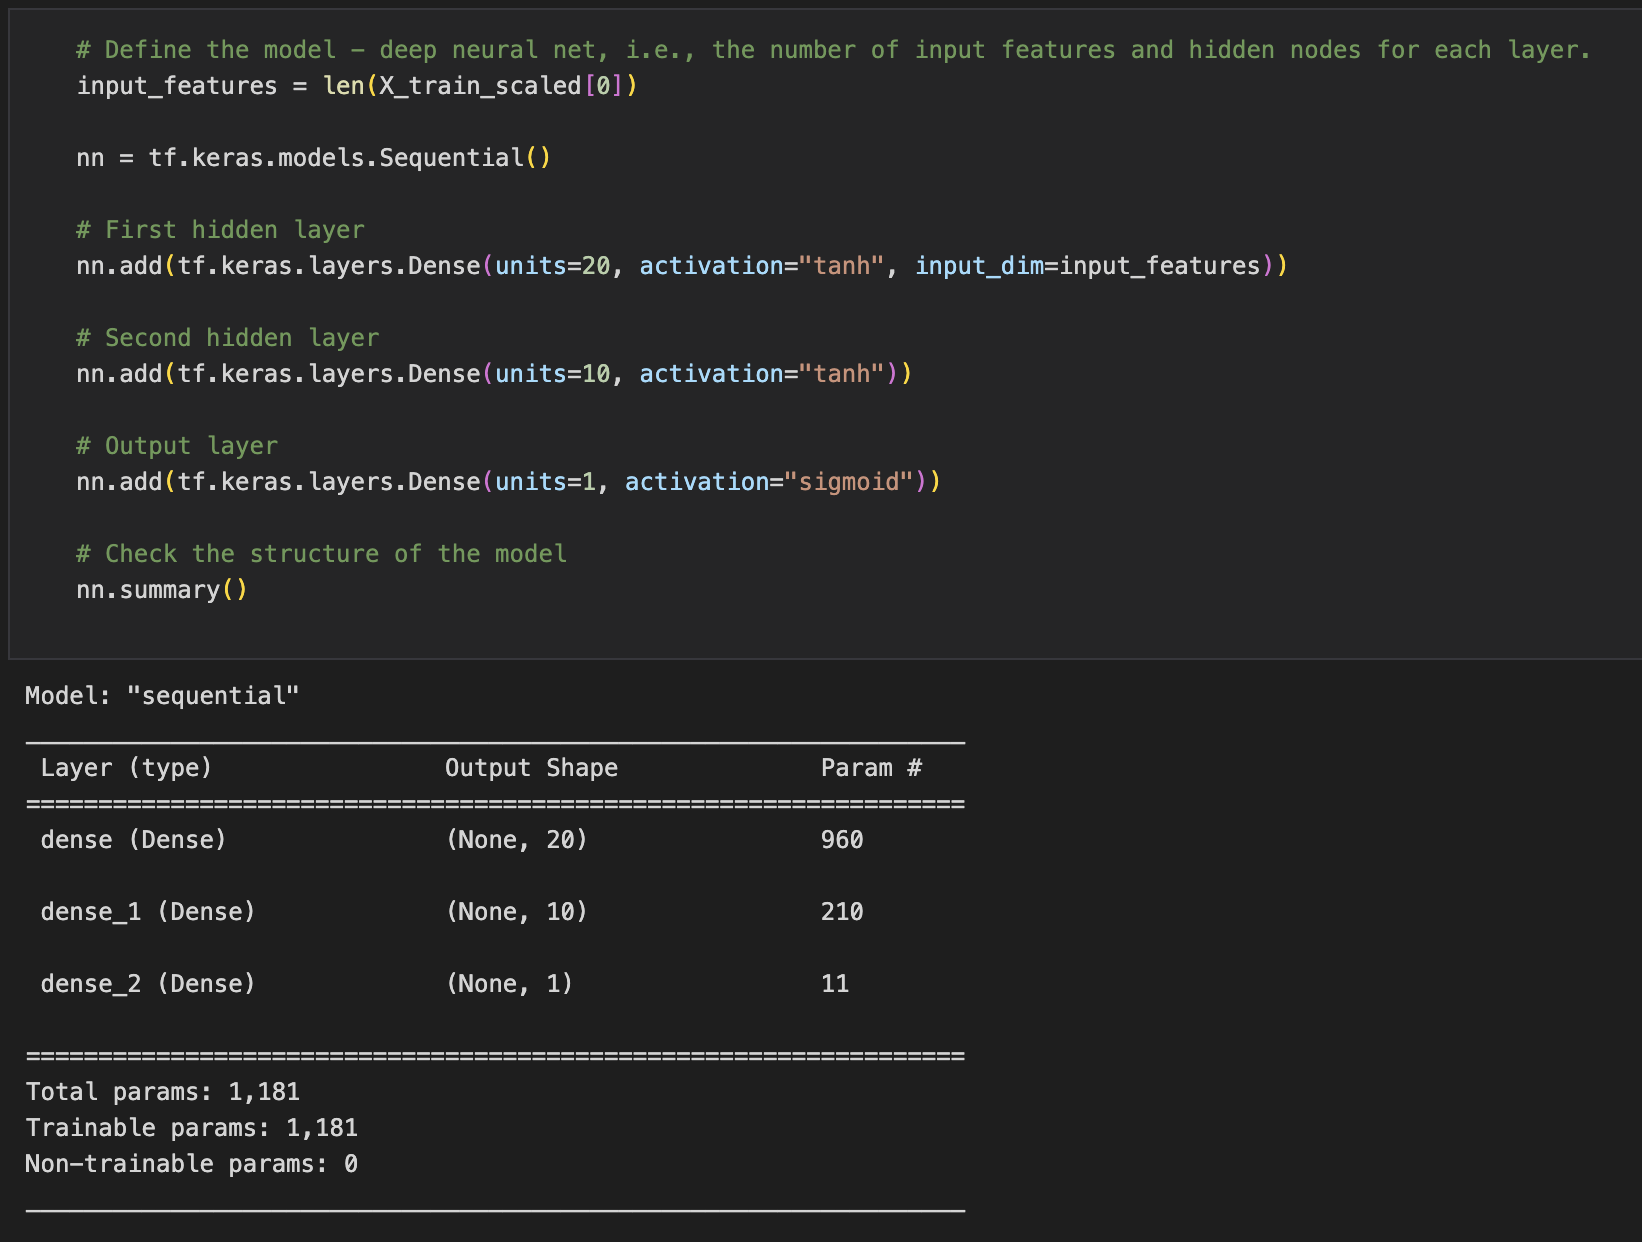 # Define the model – deep neural net, i.e., the number of input features and hidden nodes for each layer.
input_features = len(X_train_scaled[0])
nn = tf.keras.models.Sequential()
# First hidden layer
nn.add(tf.keras.layers.Dense(units=20, activation="tanh", input_dim=input_features))
# Second hidden layer
nn.add(tf.keras.layers.Dense(units=10, activation="tanh"))
# Output layer
nn.add(tf.keras.layers.Dense(units=1, activation="sigmoid"))
# Check the structure of the model
nn.summary()
Model: "sequential"
_________________________________________________________________
Layer (type) Output Shape Param #
=================================================================
dense (Dense) (None, 20) 960
dense_1 (Dense) (None, 10) 210
dense_2 (Dense) (None, 1) 11
=================================================================
Total params: 1,181
Trainable params: 1,181
Non-trainable params: 0
_________________________________________________________________